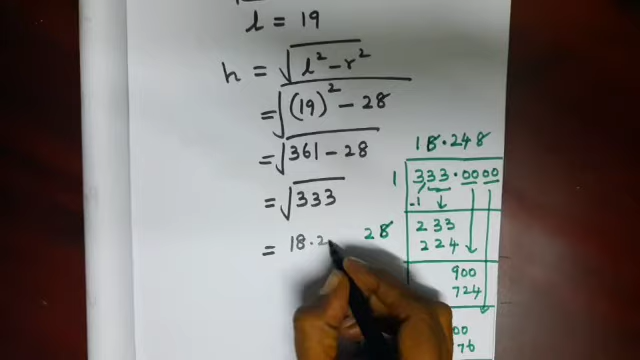 l = 19
h = √l² - r²
= √(19)² - 28
= √361 - 28
= √333
= 18.2
18.248
1 333.0000
-1
28 233
224
900
724
00
76